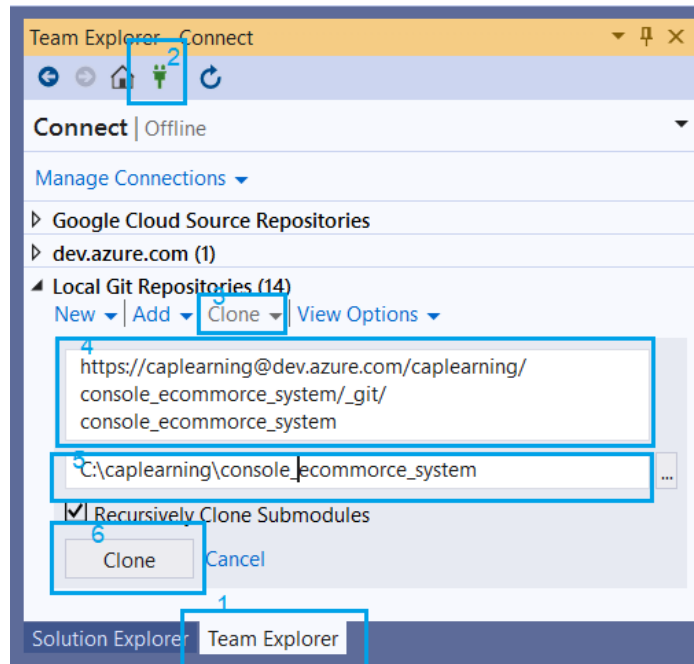 Team Explorer - Connect
2
Connect | Offline
Manage Connections
Google Cloud Source Repositories
dev.azure.com (1)
Local Git Repositories (14)
3
New | Add | Clone | View Options
4
https://caplearning@dev.azure.com/caplearning/
console_ecommorce_system/_git/
console_ecommorce_system
5
C:\caplearning\console_ecommorce_system
...
Recursively Clone Submodules
6
Clone Cancel
1
Solution Explorer Team Explorer